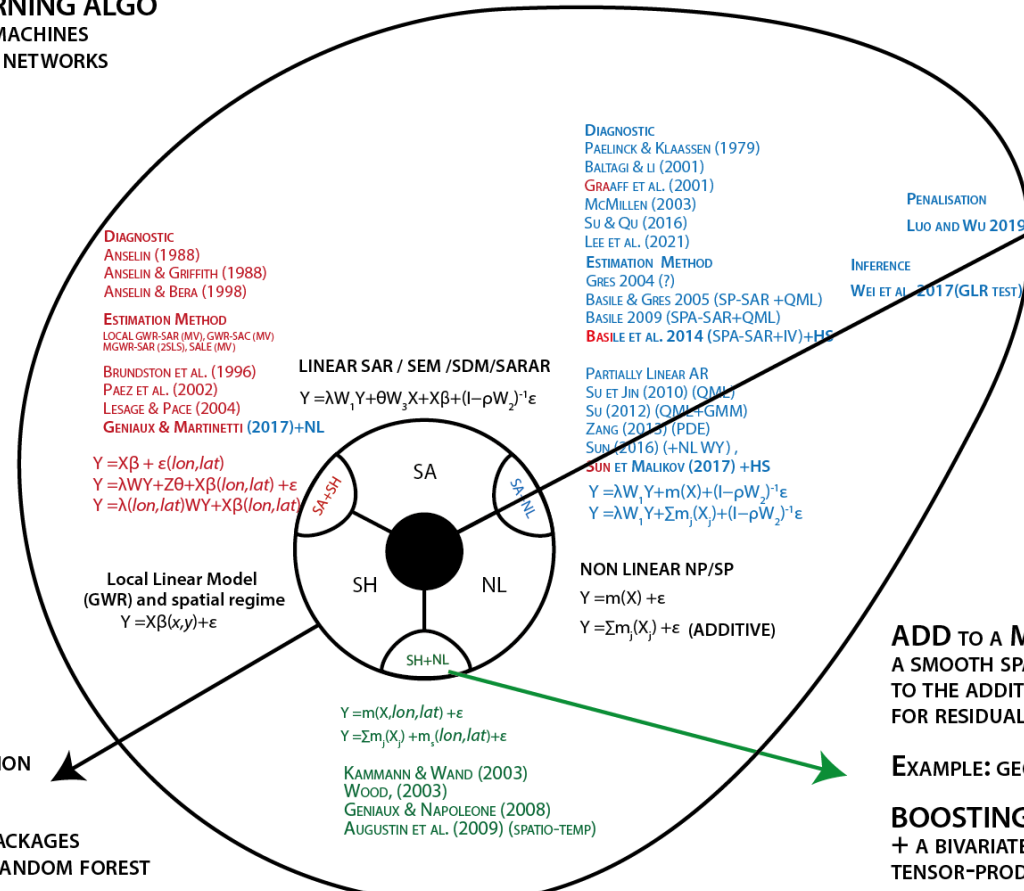 RNING ALGO
MACHINES
NETWORKS
Diagnostic
Anselin (1988)
Anselin & Griffith (1988)
Anselin & Bera (1998)
Estimation Method
LOCAL GWR-SAR (MV), GWR-SAC (MV)
MGWR-SAR (2SLS), SALE (MV)
Brundston et al. (1996)
Paez et al. (2002)
Lesage & Pace (2004)
Geniaux & Martinetti (2017)+NL
Y =Xβ + ε(lon,lat)
Y =λWY+Zθ+Xβ(lon,lat) +ε
Y =λ(lon,lat)WY+Xβ(lon,lat)
LINEAR SAR / SEM /SDM/SARAR
Y =λW₁Y+θW₃X+Xβ+(I-ρW₂)⁻¹ε
Diagnostic
Paelinck & Klaassen (1979)
Baltagi & li (2001)
Graaff et al. (2001)
McMillen (2003)
Su & Qu (2016)
Lee et al. (2021)
Estimation Method
Gres 2004 (?)
Basile & Gres 2005 (SP-SAR +QML)
Basile 2009 (SPA-SAR+QML)
Basile et al. 2014 (SPA-SAR+IV)+HS
Partially Linear AR
Su et Jin (2010) (QML)
Su (2012) (QML+GMM)
Zang (2013) (PDE)
Sun (2016) (+NL WY) ,
Sun et Malikov (2017) +HS
Y =λW₁Y+m(X)+(I−ρW₂)⁻¹ε
Y =λW₁Y+∑mⱼ(Xⱼ)+(I−ρW₂)⁻¹ε
Penalisation
Luo and Wu 2019
Inference
Wei et al. 2017(GLR test)
SA
SA+SH
SA+NL
SH
NL
SH+NL
Local Linear Model
(GWR) and spatial regime
Y =Xβ(x,y)+ε
NON LINEAR NP/SP
Y =m(X) +ε
Y =∑mⱼ(Xⱼ) +ε (ADDITIVE)
Y =m(X,lon,lat) +ε
Y =∑mⱼ(Xⱼ) +mₛ(lon,lat)+ε
Kammann & Wand (2003)
Wood, (2003)
Geniaux & Napoleone (2008)
Augustin et al. (2009) (spatio-temp)
ION
ACKAGES
ANDOM FOREST
ADD to a M
A SMOOTH SPA
TO THE ADDIT
FOR RESIDUAL
Example: geo
BOOSTING
+ A BIVARIATE
TENSOR-PROD